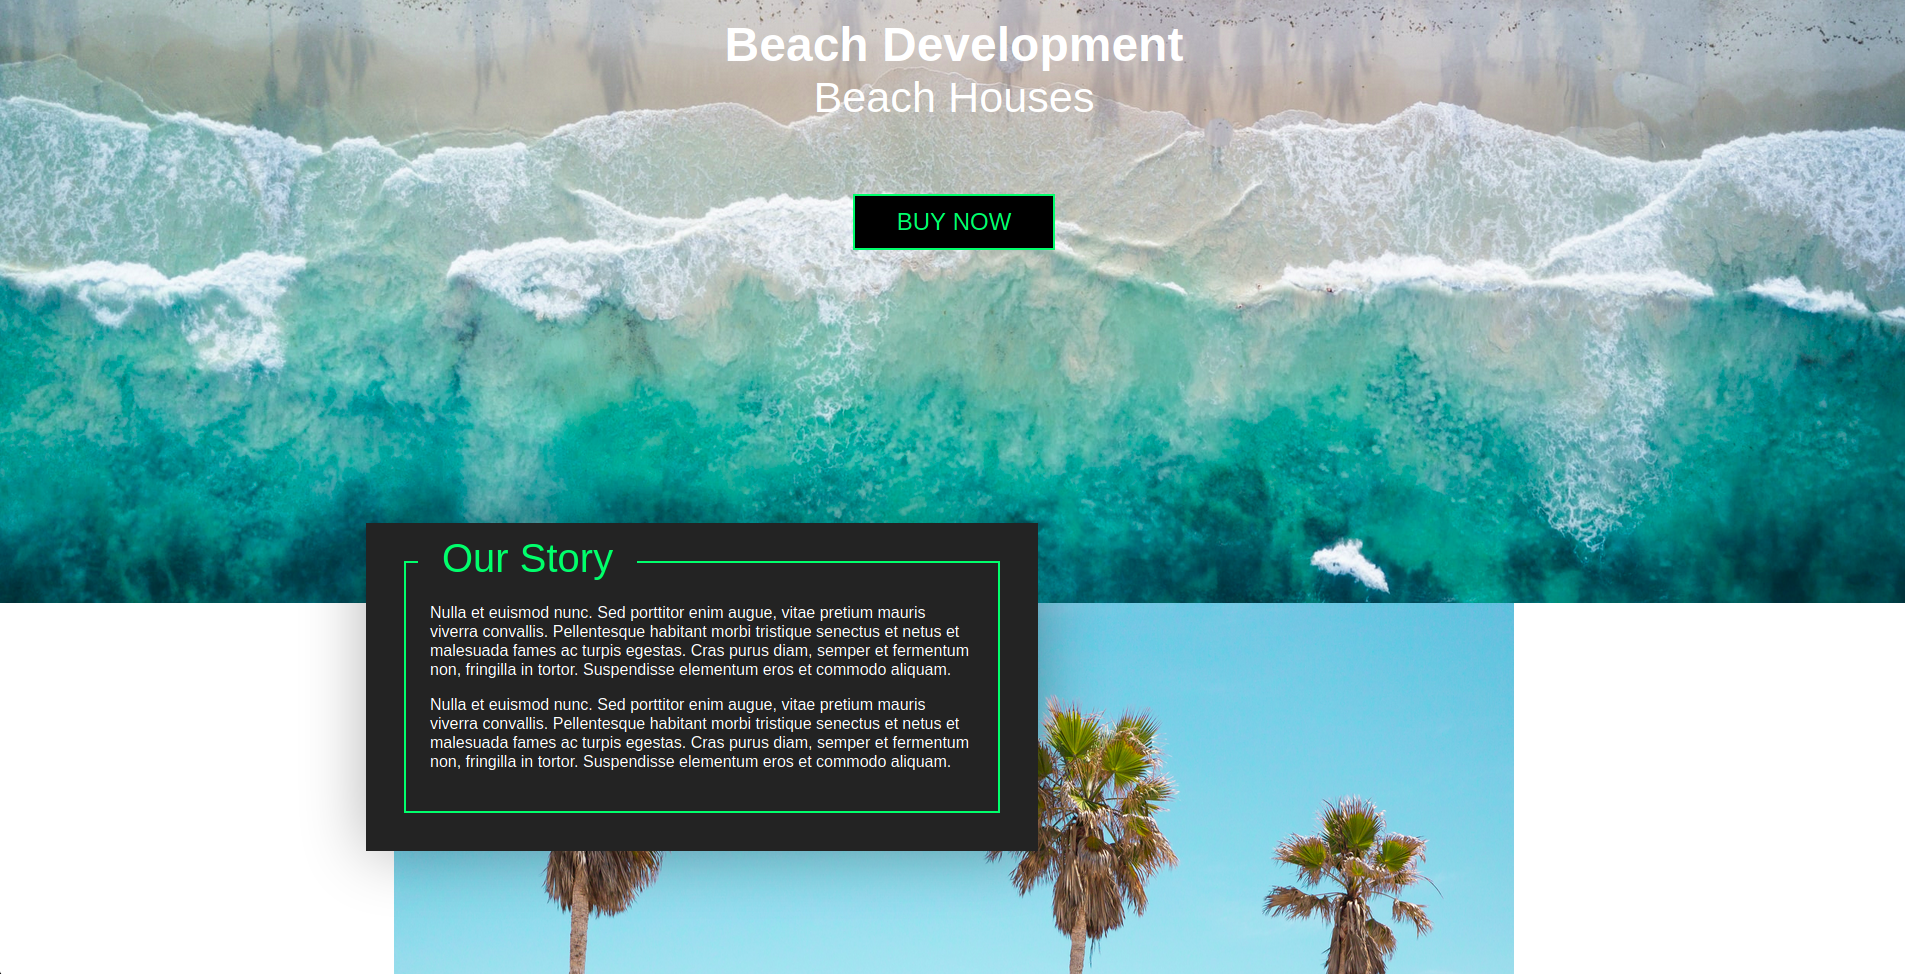 Beach Development
Beach Houses
BUY NOW
Our Story
Nulla et euismod nunc. Sed porttitor enim augue, vitae pretium mauris
viverra convallis. Pellentesque habitant morbi tristique senectus et netus et
malesuada fames ac turpis egestas. Cras purus diam, semper et fermentum
non, fringilla in tortor. Suspendisse elementum eros et commodo aliquam.
Nulla et euismod nunc. Sed porttitor enim augue, vitae pretium mauris
viverra convallis. Pellentesque habitant morbi tristique senectus et netus et
malesuada fames ac turpis egestas. Cras purus diam, semper et fermentum
non, fringilla in tortor. Suspendisse elementum eros et commodo aliquam.